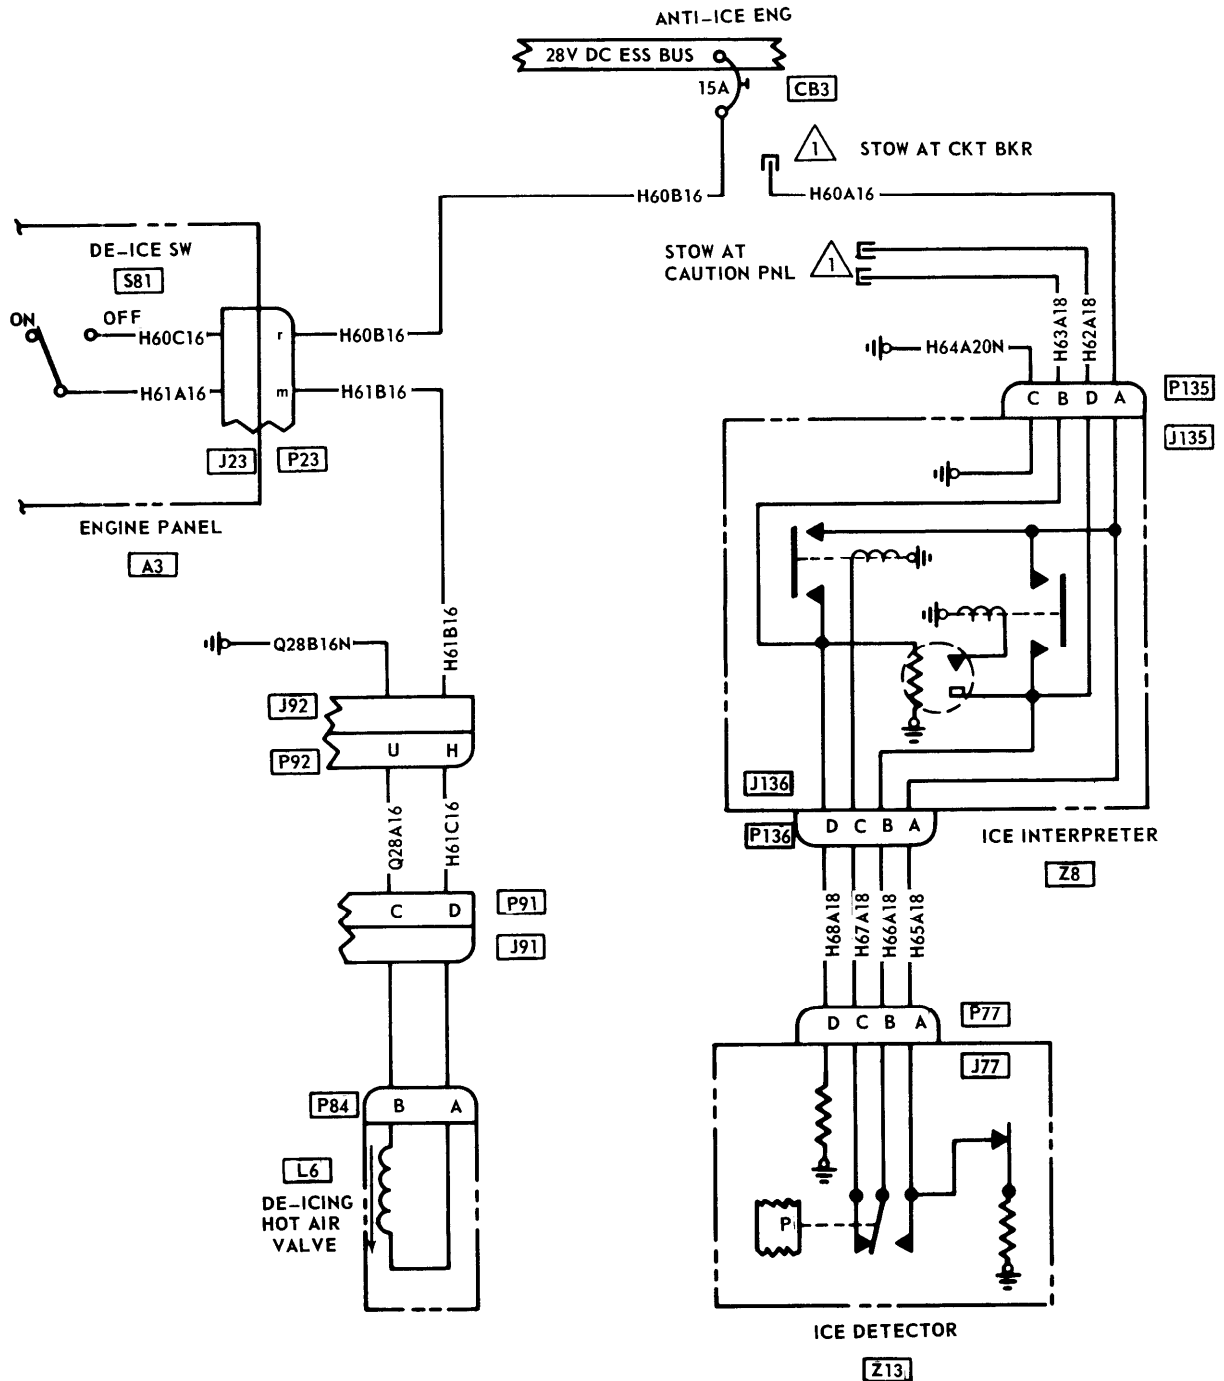 ANTI-ICE ENG
28V DC ESS BUS
15A
CB3
1
STOW AT CKT BKR
H60B16
H60A16
DE-ICE SW
S81
STOW AT
CAUTION PNL
1
ON
OFF
H60C16
r
H60B16
H61A16
m
H61B16
H64A20N
H63A18
H62A18
C B D A
P135
J135
J23
P23
ENGINE PANEL
A3
Q28B16N
H61B16
J92
P92
U H
Q28A16
H61C16
J136
P136
D C B A
ICE INTERPRETER
Z8
C D
P91
J91
H68A18
H67A18
H66A18
H65A18
D C B A
P77
J77
P84
B A
L6
DE-ICING
HOT AIR
VALVE
P
ICE DETECTOR
Z13